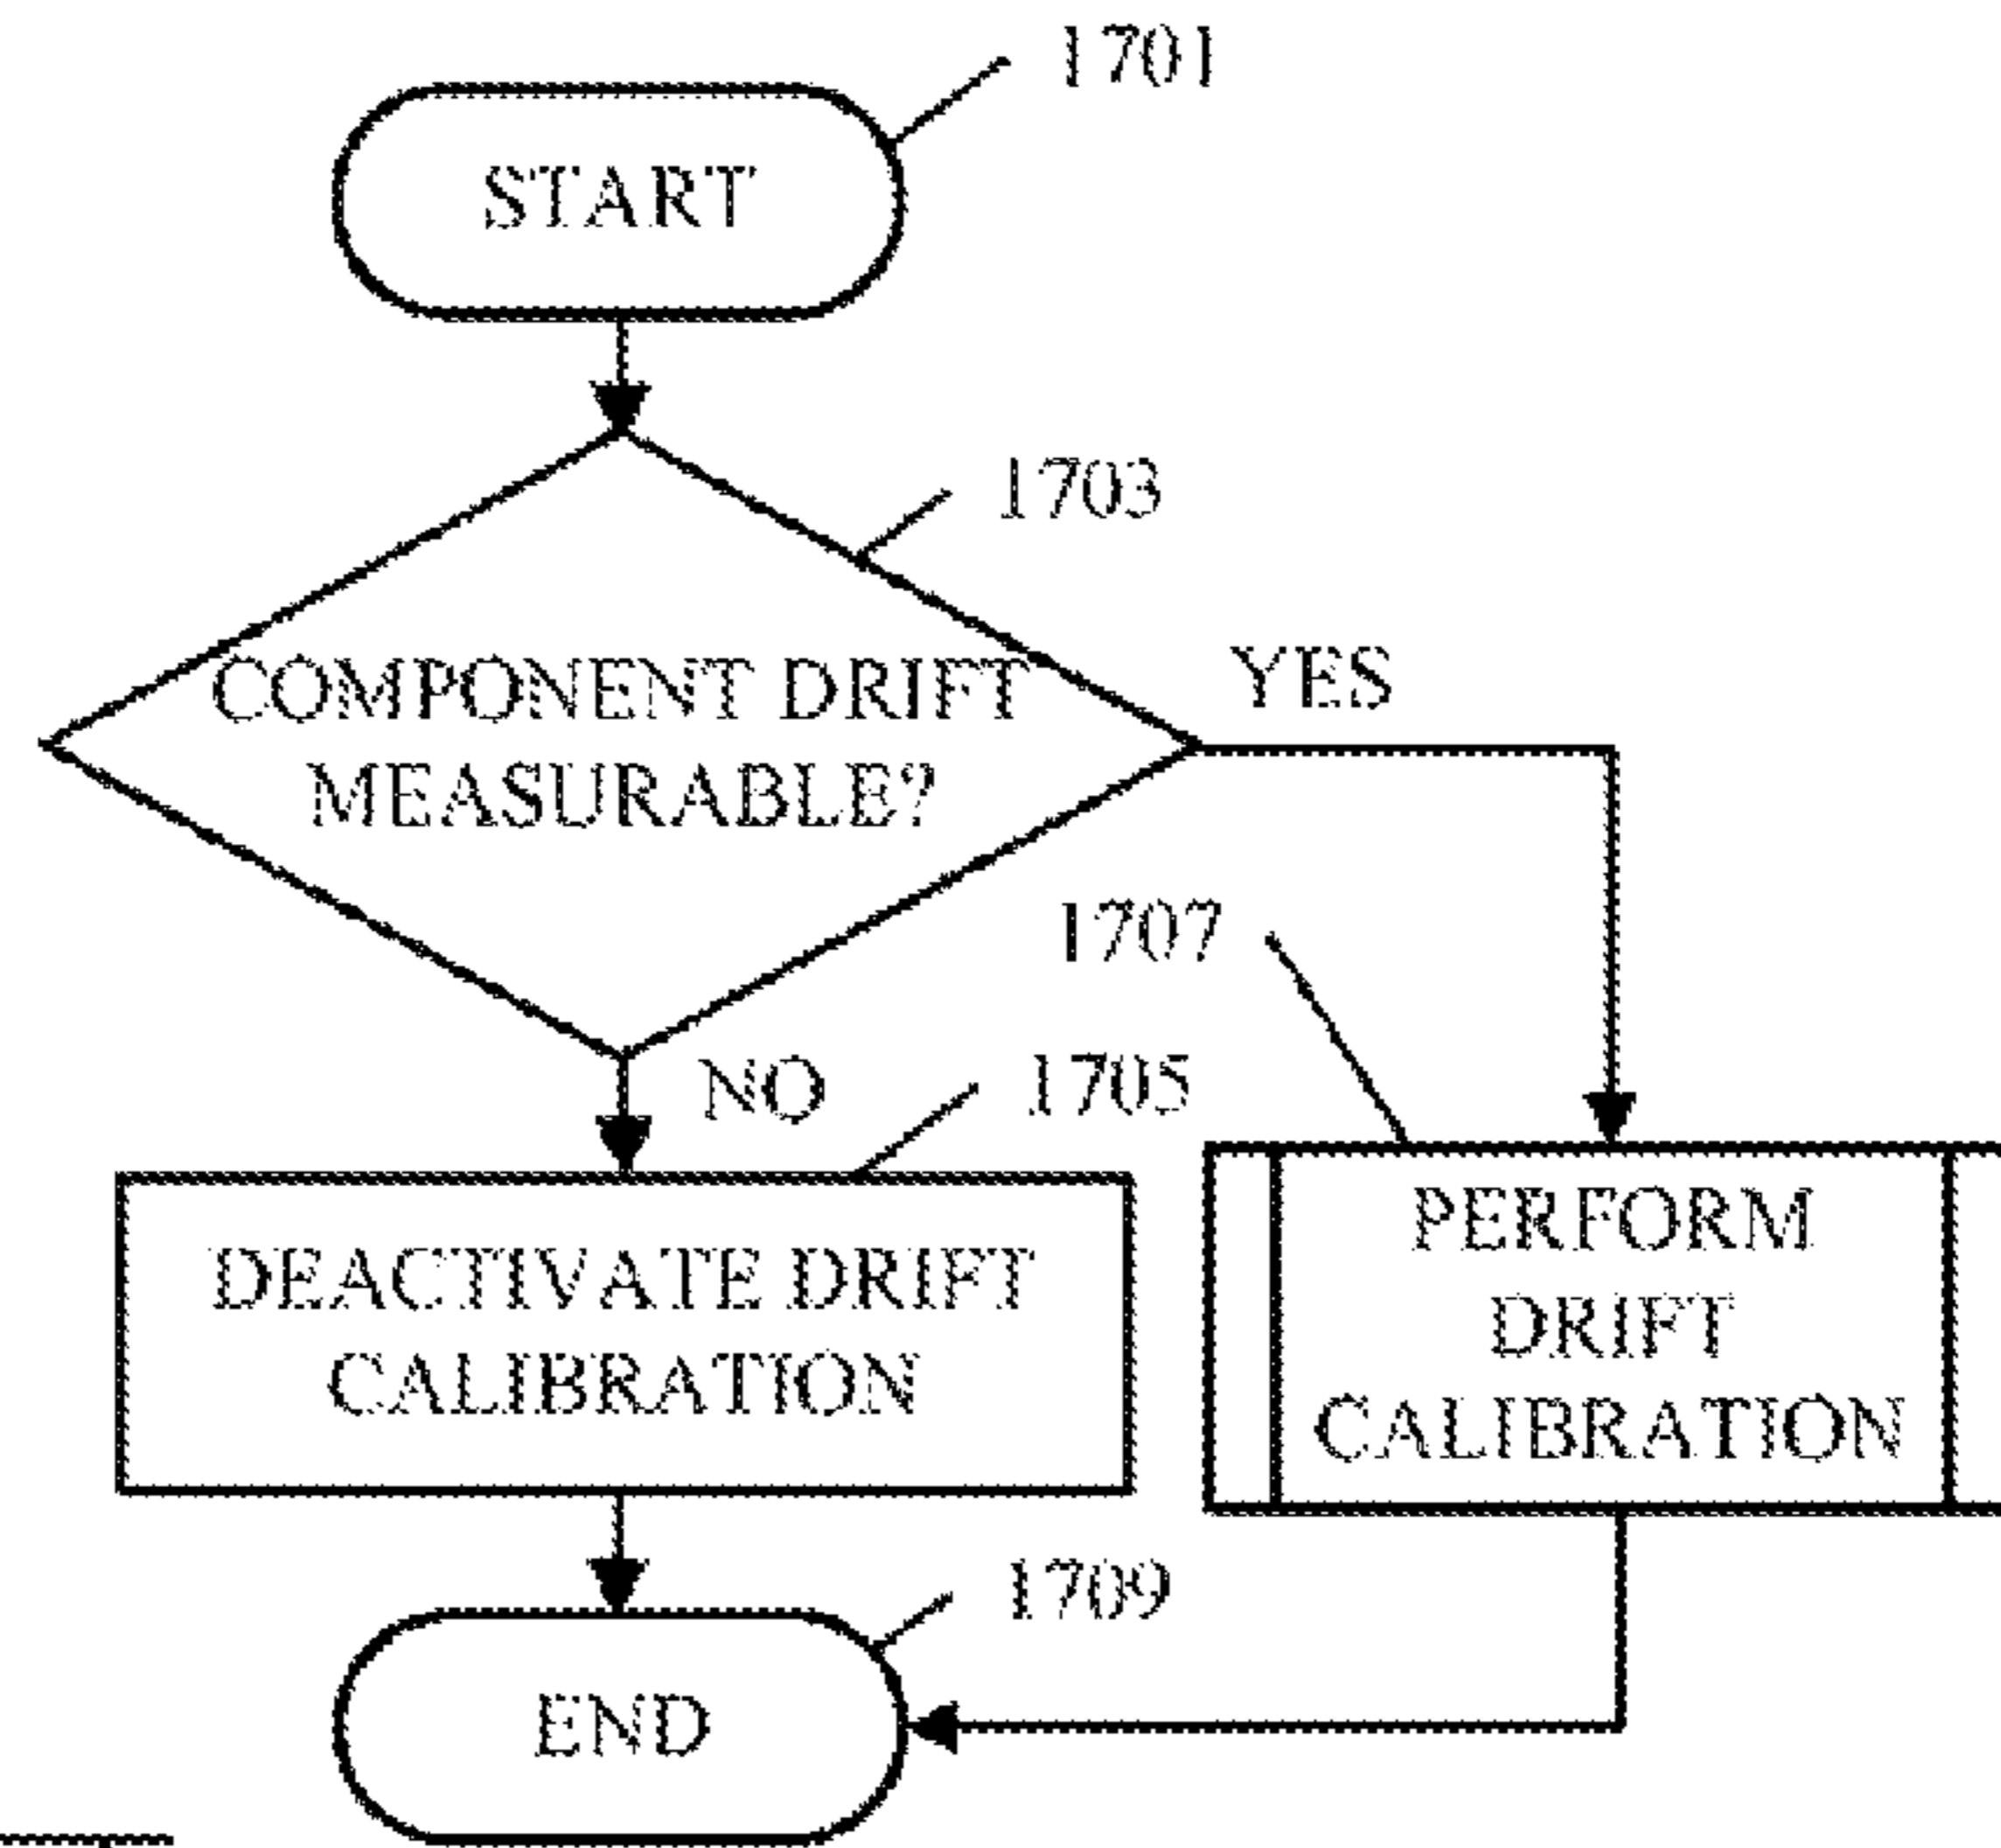 1701
START
1703
COMPONENT DRIFT
MEASURABLE?
YES
1707
NO
1705
DEACTIVATE DRIFT
CALIBRATION
PERFORM
DRIFT
CALIBRATION
1709
END